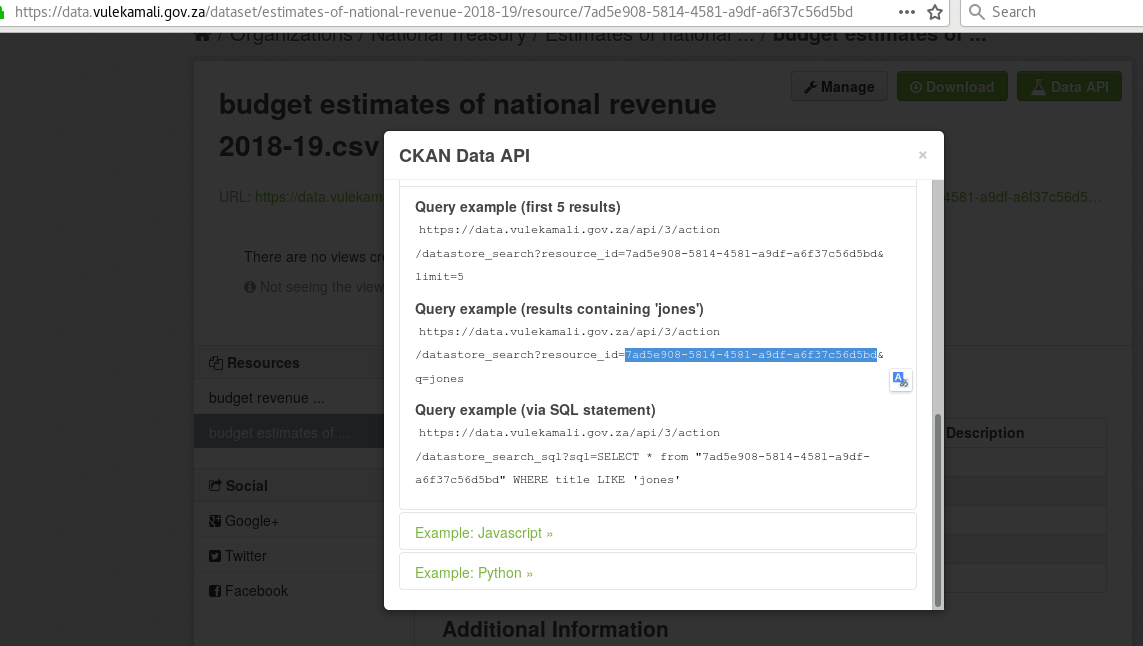 https://data.vulekamali.gov.za/dataset/estimates-of-national-revenue-2018-19/resource/7ad5e908-5814-4581-a9df-a6f37c56d5bd
Search
/ Organizations / National Treasury / Estimates of national ... / budget estimates of ...
Manage
Download
Data API
budget estimates of national revenue
2018-19.csv
URL: https://data.vulekam
4581-a9df-a6f37c56d5...
There are no views cr
Not seeing the view
Resources
budget revenue ...
budget estimates of ...
Social
Google+
Twitter
Facebook
CKAN Data API
×
Query example (first 5 results)
https://data.vulekamali.gov.za/api/3/action
/datastore_search?resource_id=7ad5e908-5814-4581-a9df-a6f37c56d5bd&
limit=5
Query example (results containing 'jones')
https://data.vulekamali.gov.za/api/3/action
/datastore_search?resource_id=7ad5e908-5814-4581-a9df-a6f37c56d5bd&
q=jones
Query example (via SQL statement)
https://data.vulekamali.gov.za/api/3/action
/datastore_search_sql?sql=SELECT * from "7ad5e908-5814-4581-a9df-
a6f37c56d5bd" WHERE title LIKE 'jones'
Example: Javascript »
Example: Python »
Description
Additional Information